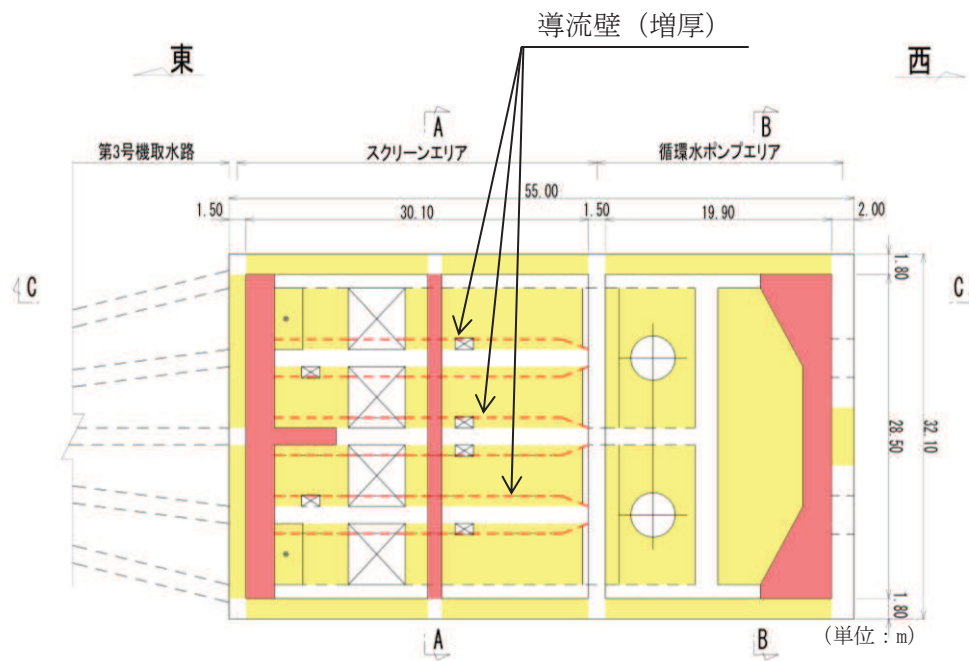 導流壁（増厚）
東
西
A
B
第3号機取水路
スクリーンエリア
循環水ポンプエリア
55.00
1.50
30.10
1.50
19.90
2.00
1.80
C
C
28.50
32.10
1.80
A
B
（単位：m）